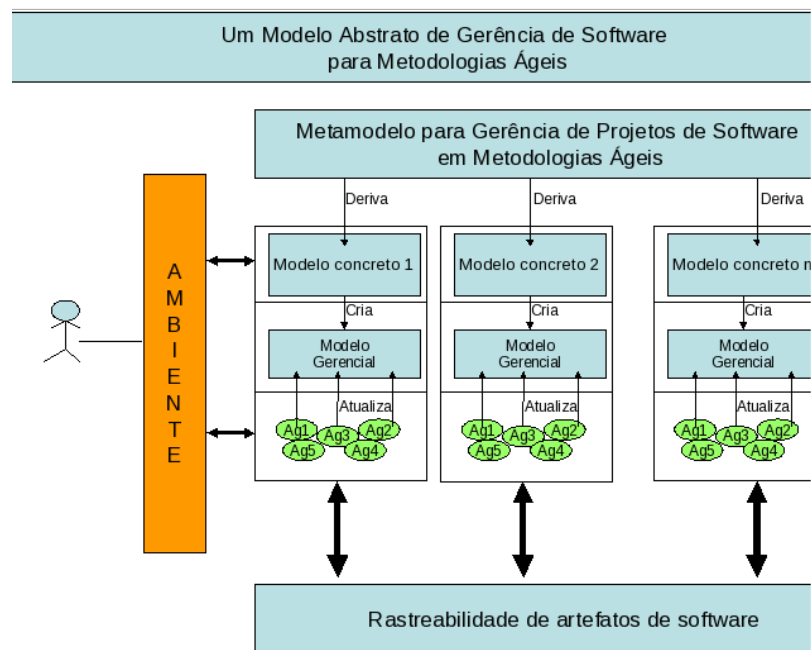 Um Modelo Abstrato de Gerência de Software
para Metodologias Ágeis
Metamodelo para Gerência de Projetos de Software
em Metodologias Ágeis
Deriva
Deriva
Deriva
A
M
B
I
E
N
T
E
Modelo concreto 1
Modelo concreto 2
Modelo concreto n
Cria
Cria
Cria
Modelo
Gerencial
Modelo
Gerencial
Modelo
Gerencial
Atualiza
Atualiza
Atualiza
Ag1
Ag3
Ag2
Ag5
Ag4
Ag1
Ag3
Ag2
Ag5
Ag4
Ag1
Ag3
Ag2
Ag5
Ag4
Rastreabilidade de artefatos de software